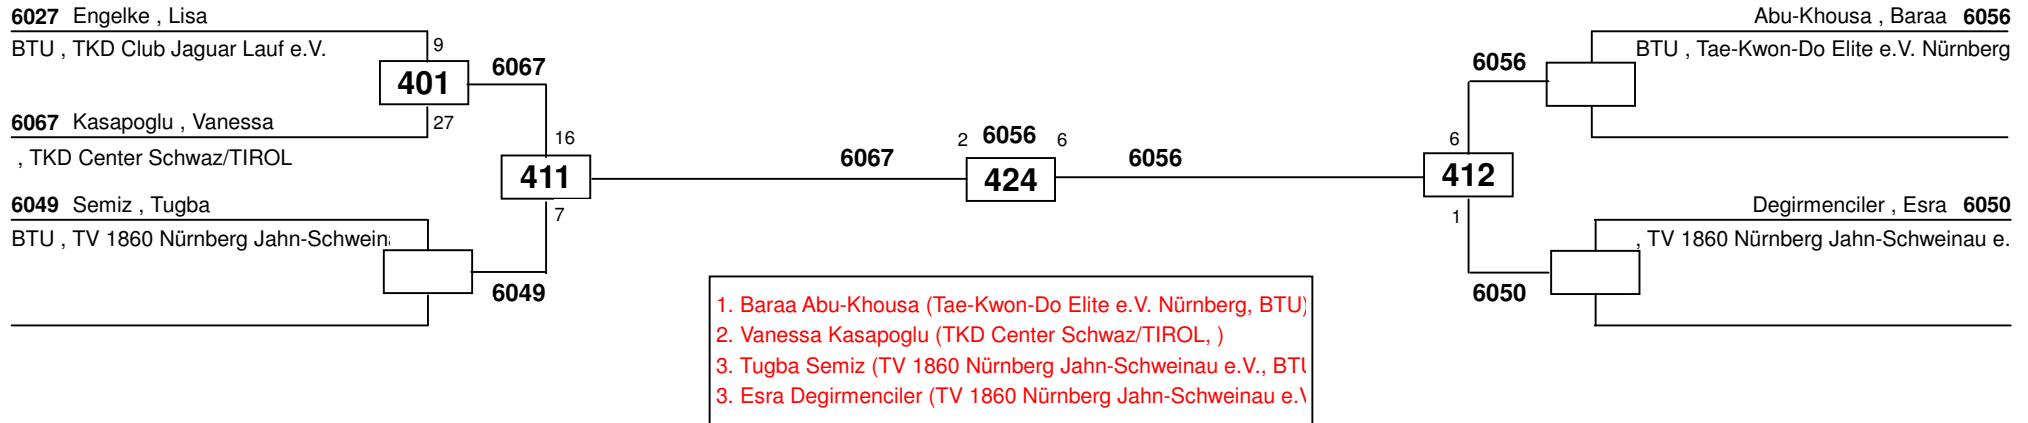 6027 Engelke , Lisa
BTU , TKD Club Jaguar Lauf e.V.
9
401
6067
6067 Kasapoglu , Vanessa
27
, TKD Center Schwaz/TIROL
16
411
7
6049 Semiz , Tugba
BTU , TV 1860 Nürnberg Jahn-Schwein
6049
6067
2 6056 6
424
6056
Abu-Khousa , Baraa 6056
BTU , Tae-Kwon-Do Elite e.V. Nürnberg
6056
6
412
1
Degirmenciler , Esra 6050
, TV 1860 Nürnberg Jahn-Schweinau e.
6050
1. Baraa Abu-Khousa (Tae-Kwon-Do Elite e.V. Nürnberg, BTU)
2. Vanessa Kasapoglu (TKD Center Schwaz/TIROL, )
3. Tugba Semiz (TV 1860 Nürnberg Jahn-Schweinau e.V., BTU
3. Esra Degirmenciler (TV 1860 Nürnberg Jahn-Schweinau e.V